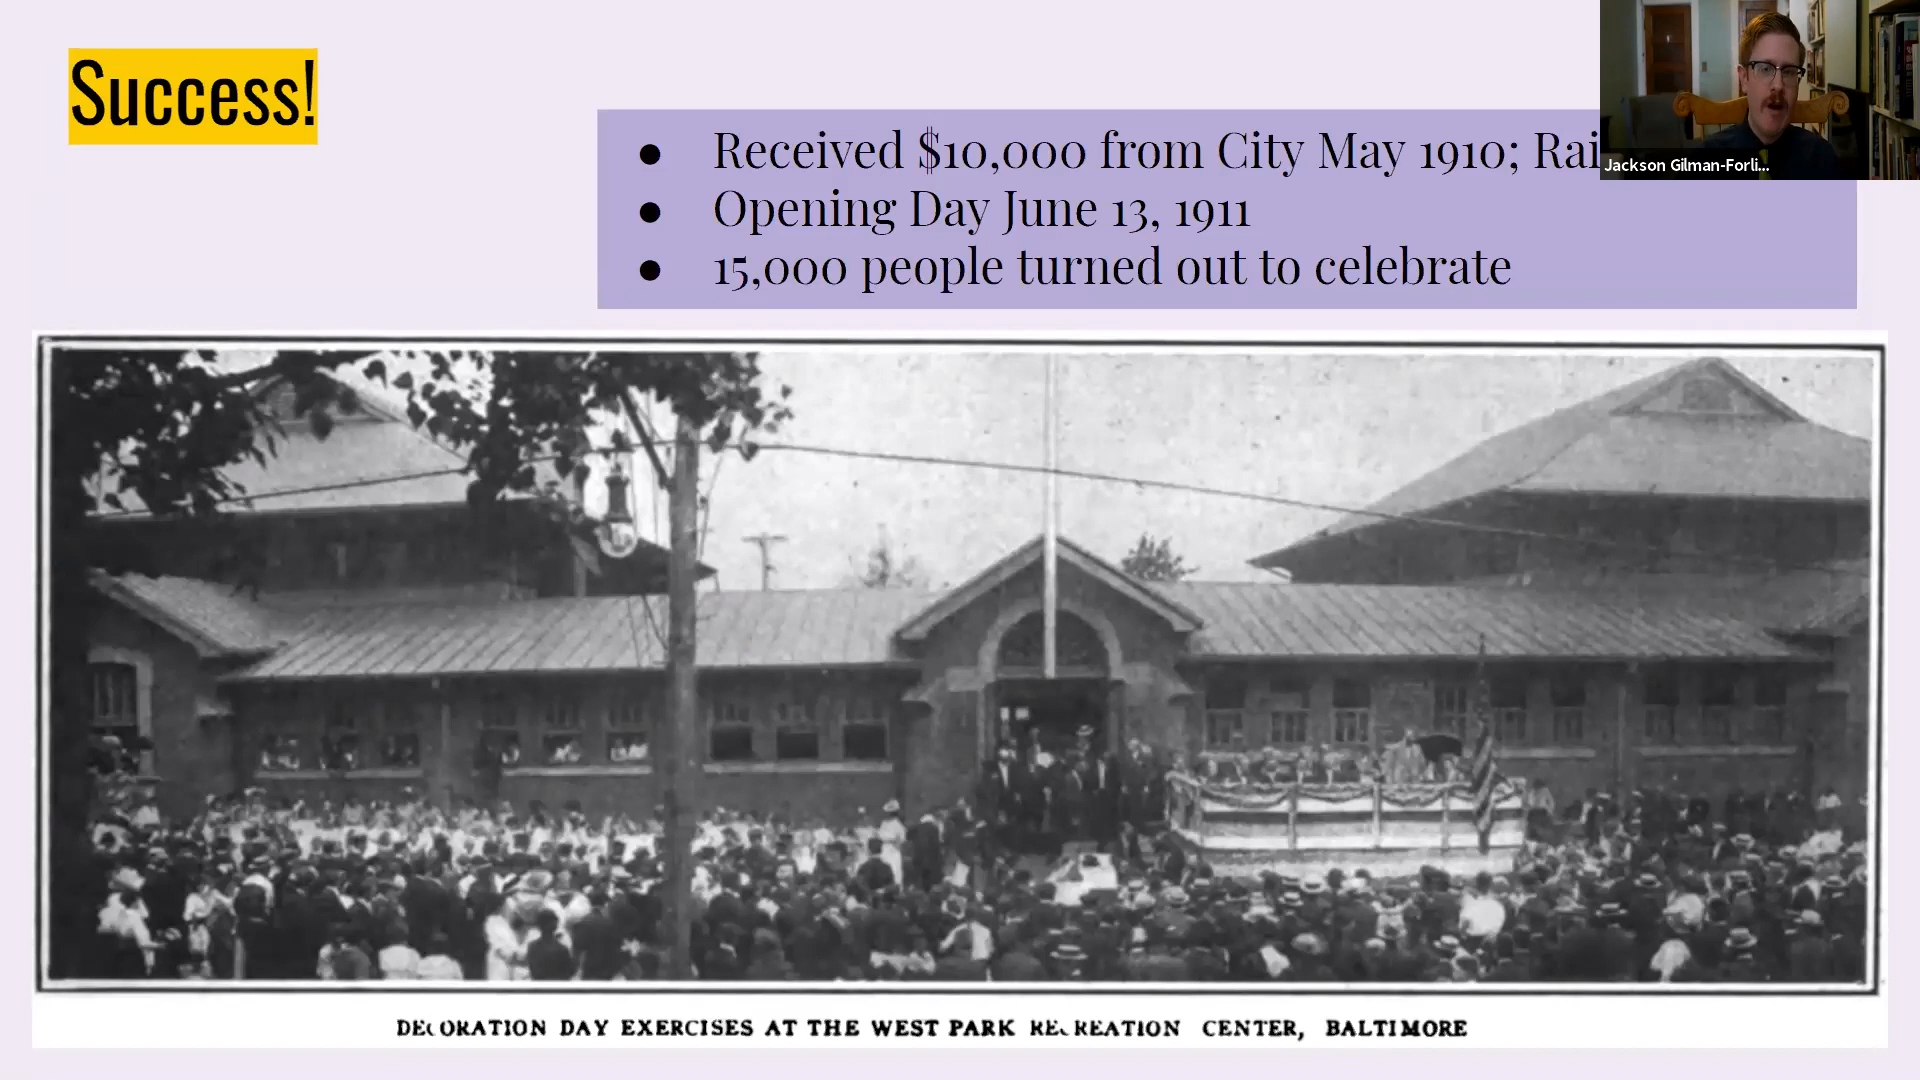 Success!
● Received $10,000 from City May 1910; Rai
● Opening Day June 13, 1911
● 15,000 people turned out to celebrate
Jackson Gilman-Forli...
DECORATION DAY EXERCISES AT THE WEST PARK RECREATION CENTER, BALTIMORE